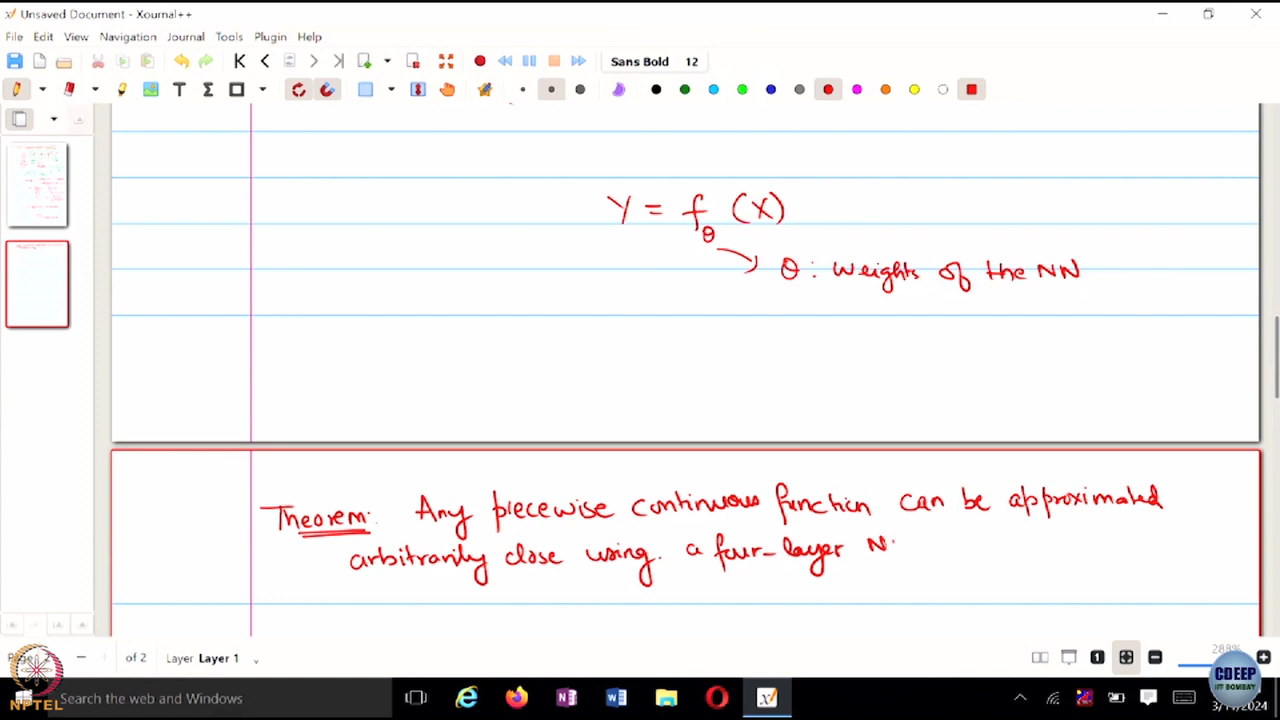 Unsaved Document - Xournal++
File Edit View Navigation Journal Tools Plugin Help
Sans Bold 12
Y = fθ (X)
θ: Weights of the NN
Theorem: Any piecewise continuous function can be approximated
arbitrarily close using. a four-layer N
of 2 Layer Layer 1
288%
Search the web and Windows
NPTEL
CDEEP
IIT BOMBAY